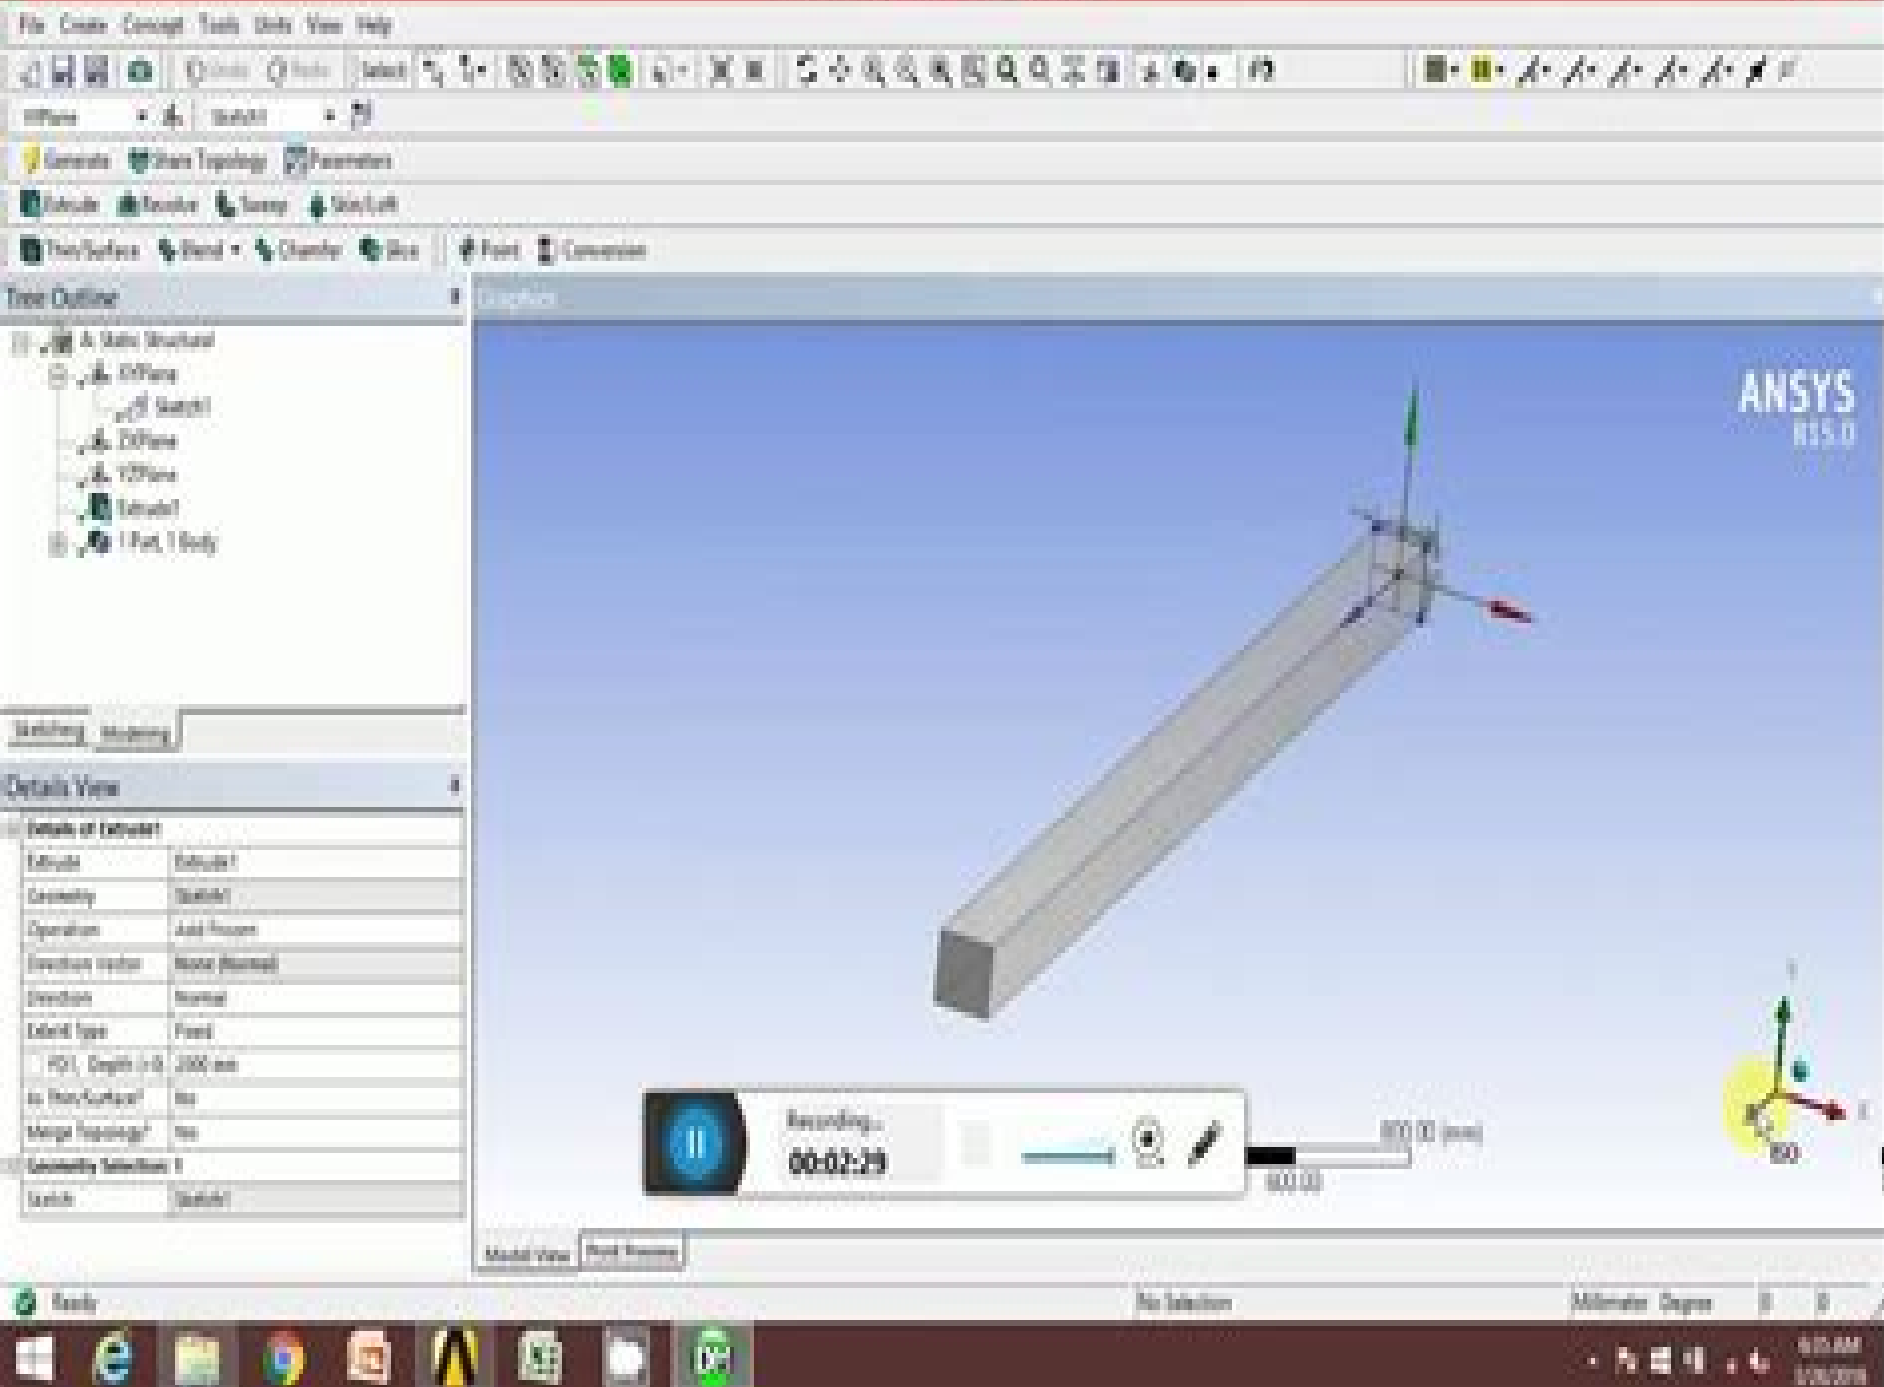 File Create Concept Tools Units View Help
Undo Redo Select
XYPlane Sketch1
Generate Share Topology Parameters
Extrude Revolve Sweep Skin/Loft
Thin/Surface Blend Chamfer Slice Point Conversion
Tree Outline
Graphics
A: Static Structural
XYPlane
Sketch1
ZXPlane
YZPlane
Extrude1
1 Part, 1 Body
ANSYS
R15.0
Sketching Modeling
Details View
Details of Extrude1
Extrude Extrude1
Geometry Sketch1
Operation Add Frozen
Direction Vector None (Normal)
Direction Normal
Extent Type Fixed
FD1, Depth (>0) 2000 mm
As Thin/Surface? No
Merge Topology? No
Geometry Selection: 1
Sketch Sketch1
Recording...
00:02:29
(mm)
600.00
ISO
Model View Print Preview
Ready
No Selection
Millimeter Degree 0 0